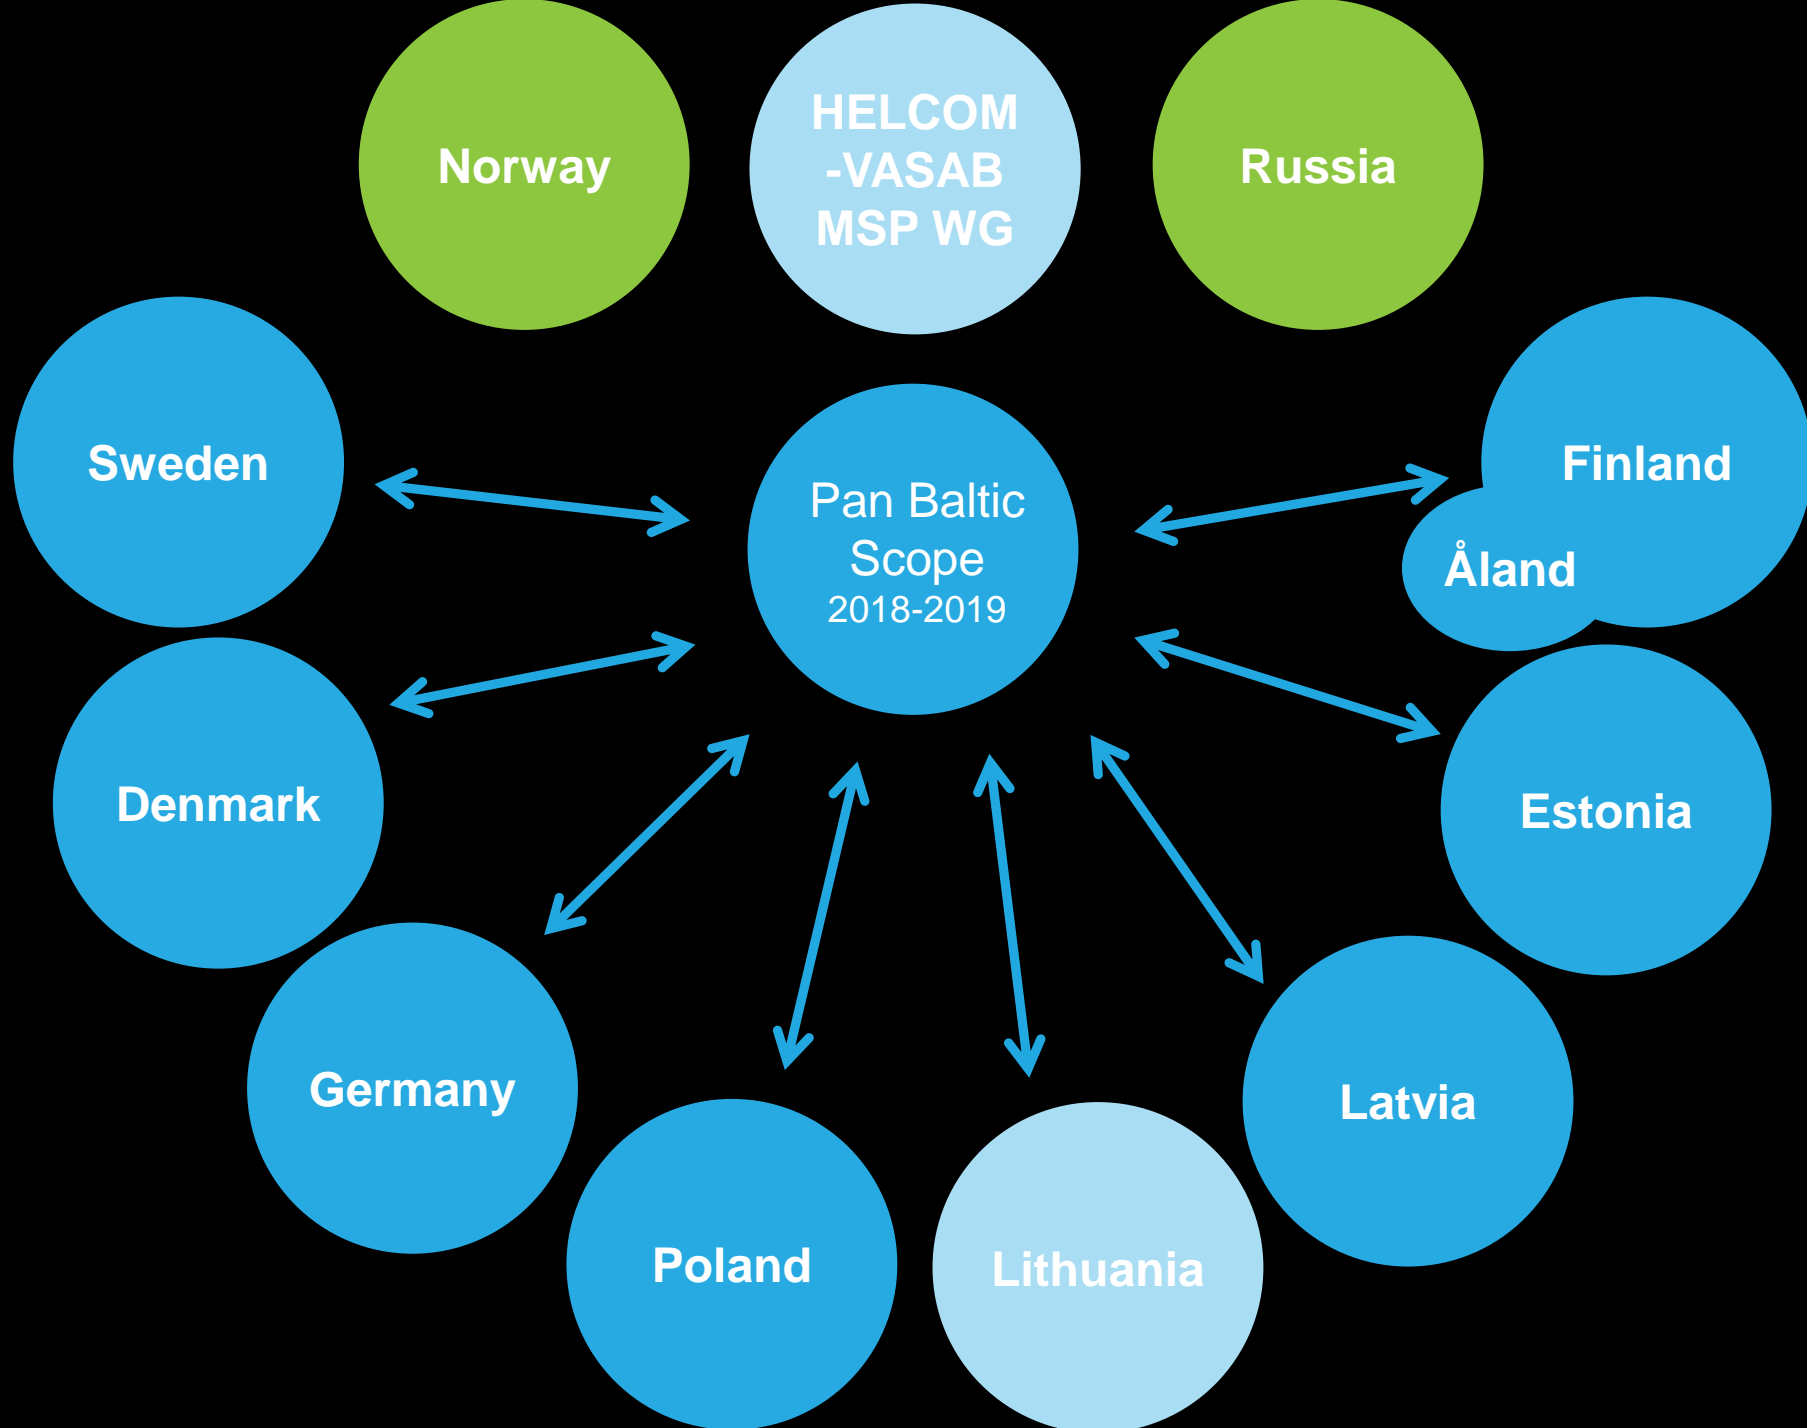 Norway
HELCOM
-VASAB
MSP WG
Russia
Sweden
Pan Baltic
Scope
2018-2019
Finland
Åland
Denmark
Estonia
Germany
Latvia
Poland
Lithuania